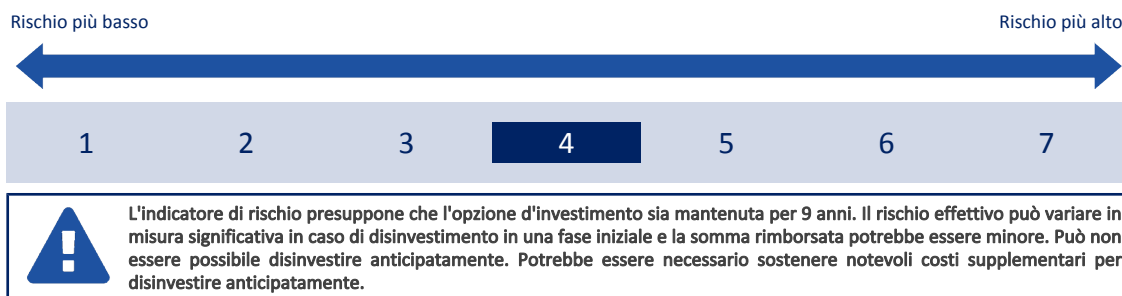 Rischio più basso Rischio più alto
1 2 3 4 5 6 7
L'indicatore di rischio presuppone che l'opzione d'investimento sia mantenuta per 9 anni. Il rischio effettivo può variare in
misura significativa in caso di disinvestimento in una fase iniziale e la somma rimborsata potrebbe essere minore. Può non
essere possibile disinvestire anticipatamente. Potrebbe essere necessario sostenere notevoli costi supplementari per
disinvestire anticipatamente.